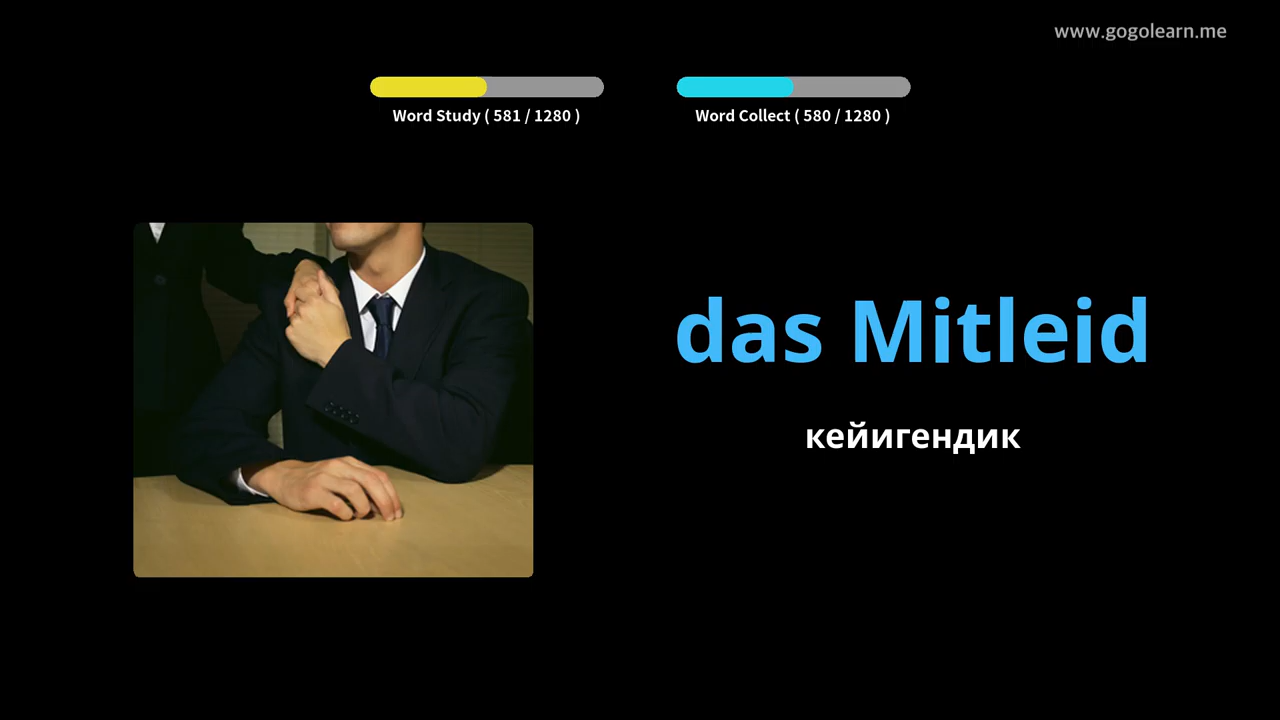 www.gogolearn.me
Word Study ( 581 / 1280 )
Word Collect ( 580 / 1280 )
das Mitleid
кейигендик